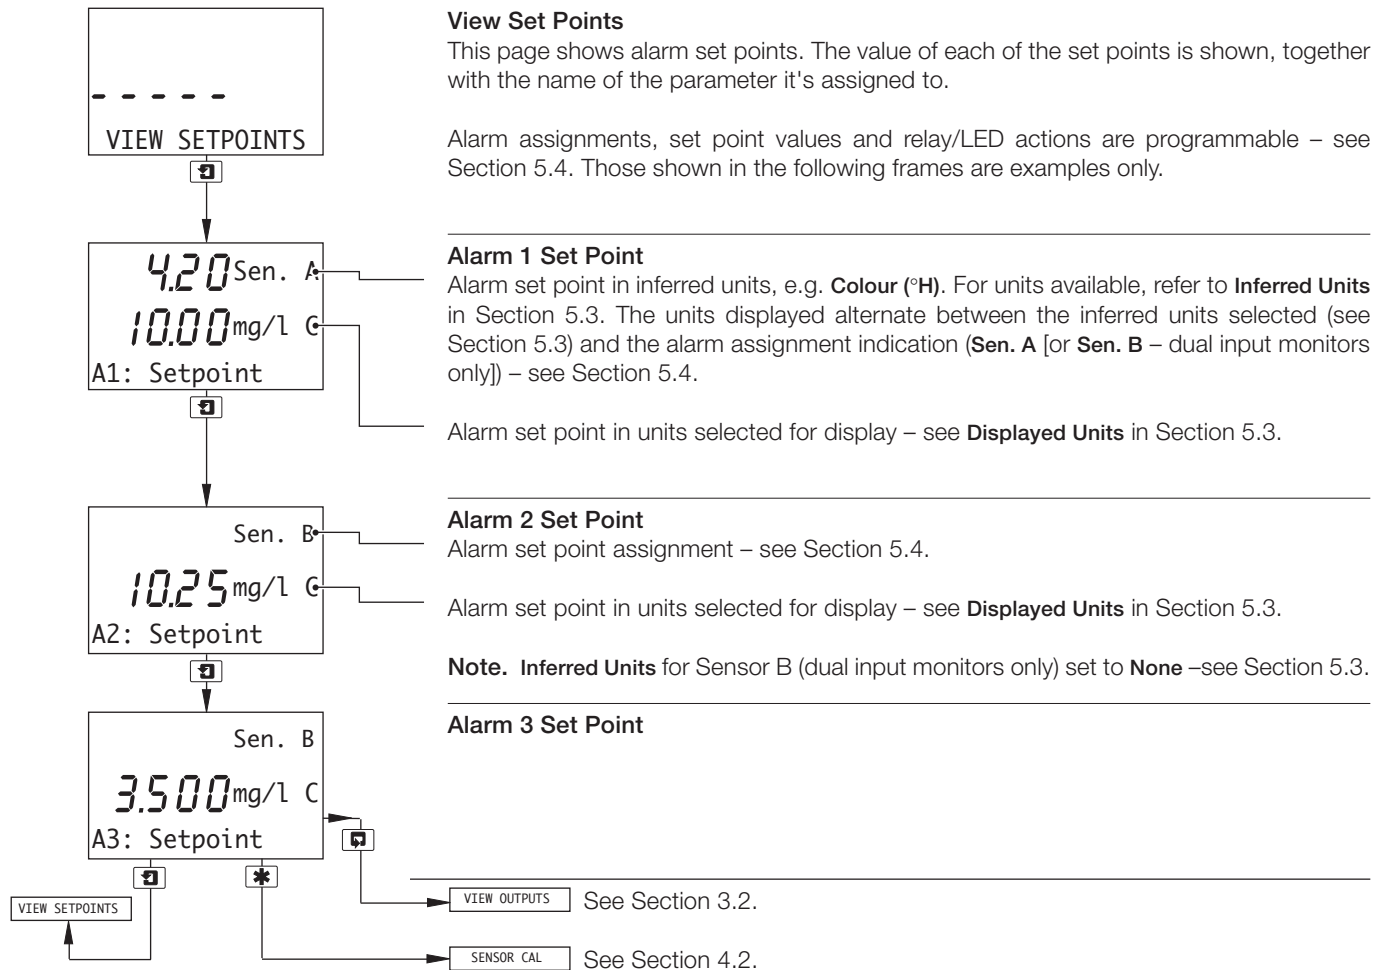 VIEW SETPOINTS
View Set Points
This page shows alarm set points. The value of each of the set points is shown, together
with the name of the parameter it's assigned to.
Alarm assignments, set point values and relay/LED actions are programmable – see
Section 5.4. Those shown in the following frames are examples only.
4.20 Sen. A
10.00 mg/l C
A1: Setpoint
Alarm 1 Set Point
Alarm set point in inferred units, e.g. Colour (°H). For units available, refer to Inferred Units
in Section 5.3. The units displayed alternate between the inferred units selected (see
Section 5.3) and the alarm assignment indication (Sen. A [or Sen. B – dual input monitors
only]) – see Section 5.4.
Alarm set point in units selected for display – see Displayed Units in Section 5.3.
Sen. B
10.25 mg/l C
A2: Setpoint
Alarm 2 Set Point
Alarm set point assignment – see Section 5.4.
Alarm set point in units selected for display – see Displayed Units in Section 5.3.
Note. Inferred Units for Sensor B (dual input monitors only) set to None –see Section 5.3.
Sen. B
3.500 mg/l C
A3: Setpoint
Alarm 3 Set Point
VIEW SETPOINTS
VIEW OUTPUTS See Section 3.2.
SENSOR CAL See Section 4.2.